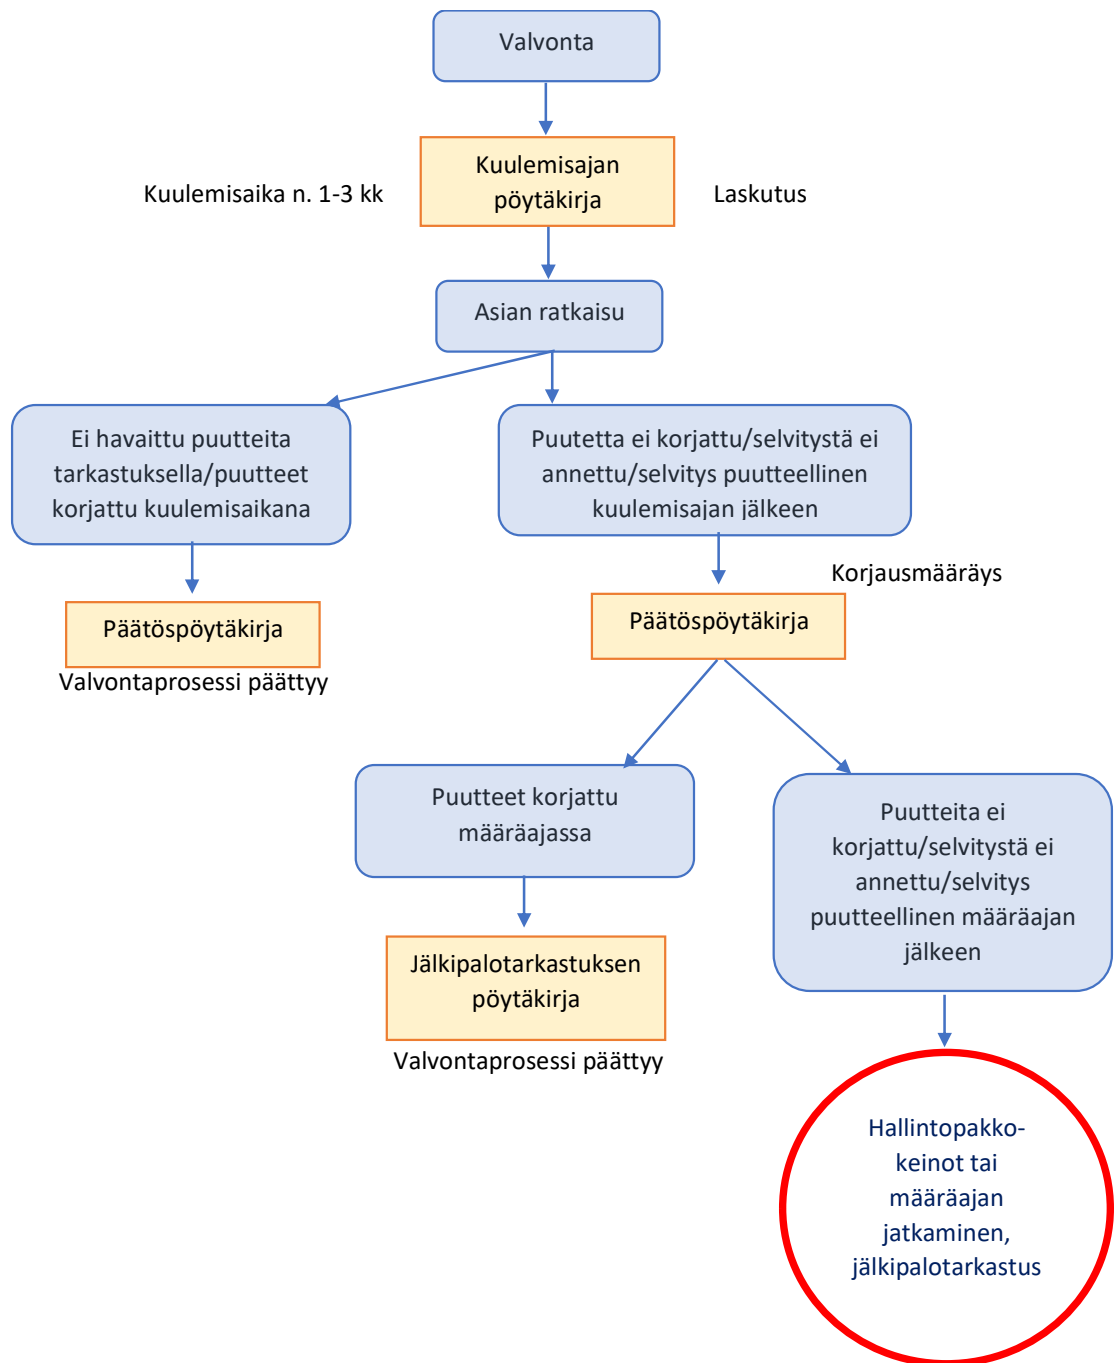 Valvonta
Kuulemisaika n. 1-3 kk
Kuulemisajan
pöytäkirja
Laskutus
Asian ratkaisu
Ei havaittu puutteita
tarkastuksella/puutteet
korjattu kuulemisaikana
Puutetta ei korjattu/selvitystä ei
annettu/selvitys puutteellinen
kuulemisajan jälkeen
Korjausmääräys
Päätöspöytäkirja
Valvontaprosessi päättyy
Päätöspöytäkirja
Puutteet korjattu
määräajassa
Puutteita ei
korjattu/selvitystä ei
annettu/selvitys
puutteellinen määräajan
jälkeen
Jälkipalotarkastuksen
pöytäkirja
Valvontaprosessi päättyy
Hallintopakko-
keinot tai
määräajan
jatkaminen,
jälkipalotarkastus